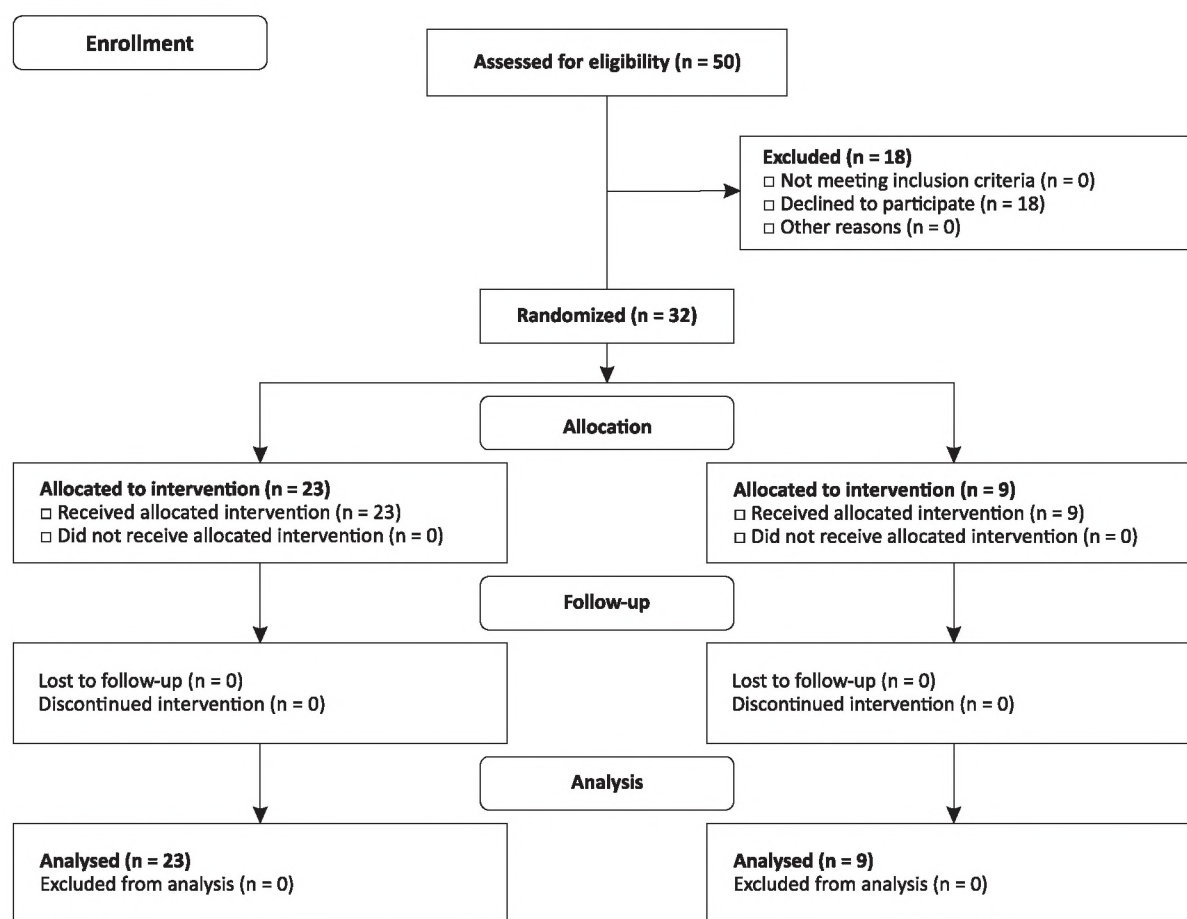 Enrollment
Assessed for eligibility (n = 50)
Excluded (n = 18)
□ Not meeting inclusion criteria (n = 0)
□ Declined to participate (n = 18)
□ Other reasons (n = 0)
Randomized (n = 32)
Allocation
Allocated to intervention (n = 23)
□ Received allocated intervention (n = 23)
□ Did not receive allocated intervention (n = 0)
Allocated to intervention (n = 9)
□ Received allocated intervention (n = 9)
□ Did not receive allocated intervention (n = 0)
Follow-up
Lost to follow-up (n = 0)
Discontinued intervention (n = 0)
Lost to follow-up (n = 0)
Discontinued intervention (n = 0)
Analysis
Analysed (n = 23)
Excluded from analysis (n = 0)
Analysed (n = 9)
Excluded from analysis (n = 0)